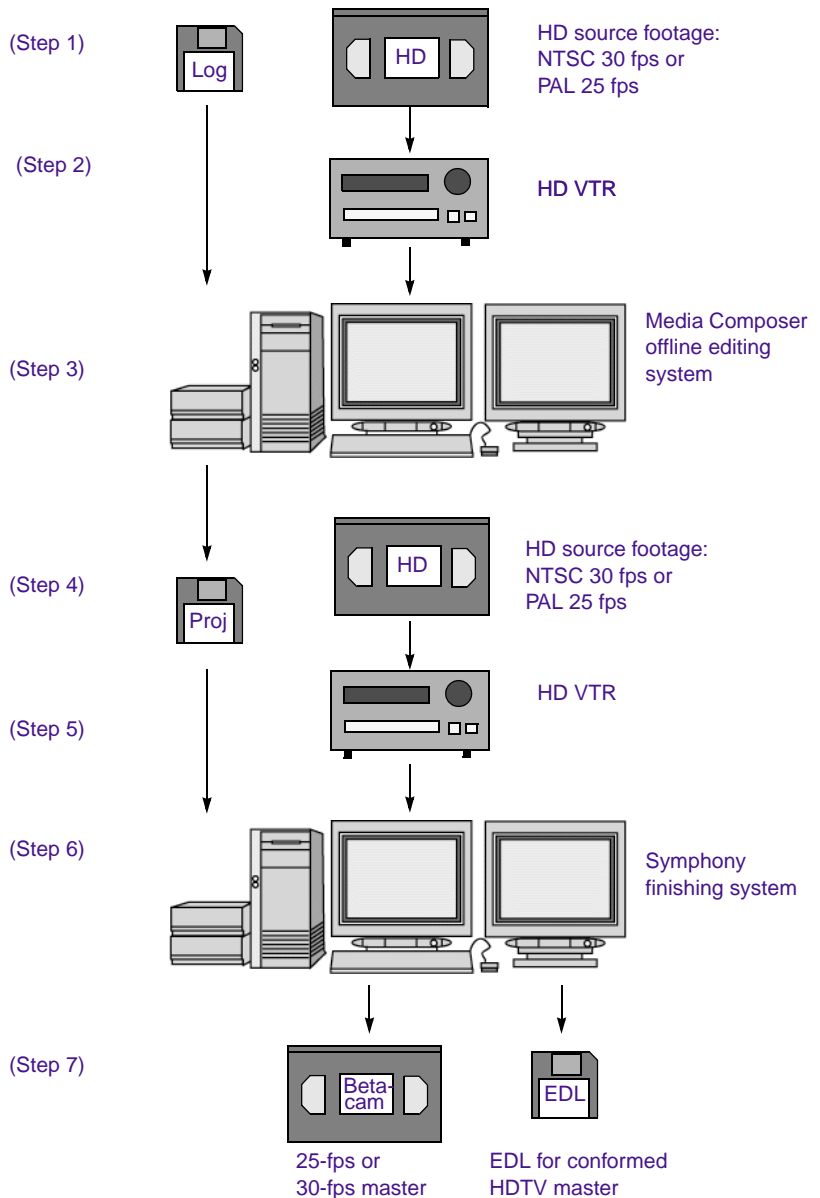 (Step 1)
Log
HD
HD source footage:
NTSC 30 fps or
PAL 25 fps
(Step 2)
HD VTR
Media Composer
offline editing
system
(Step 3)
HD
HD source footage:
NTSC 30 fps or
PAL 25 fps
(Step 4)
Proj
HD VTR
(Step 5)
(Step 6)
Symphony
finishing system
(Step 7)
Beta-
cam
EDL
25-fps or
30-fps master
EDL for conformed
HDTV master